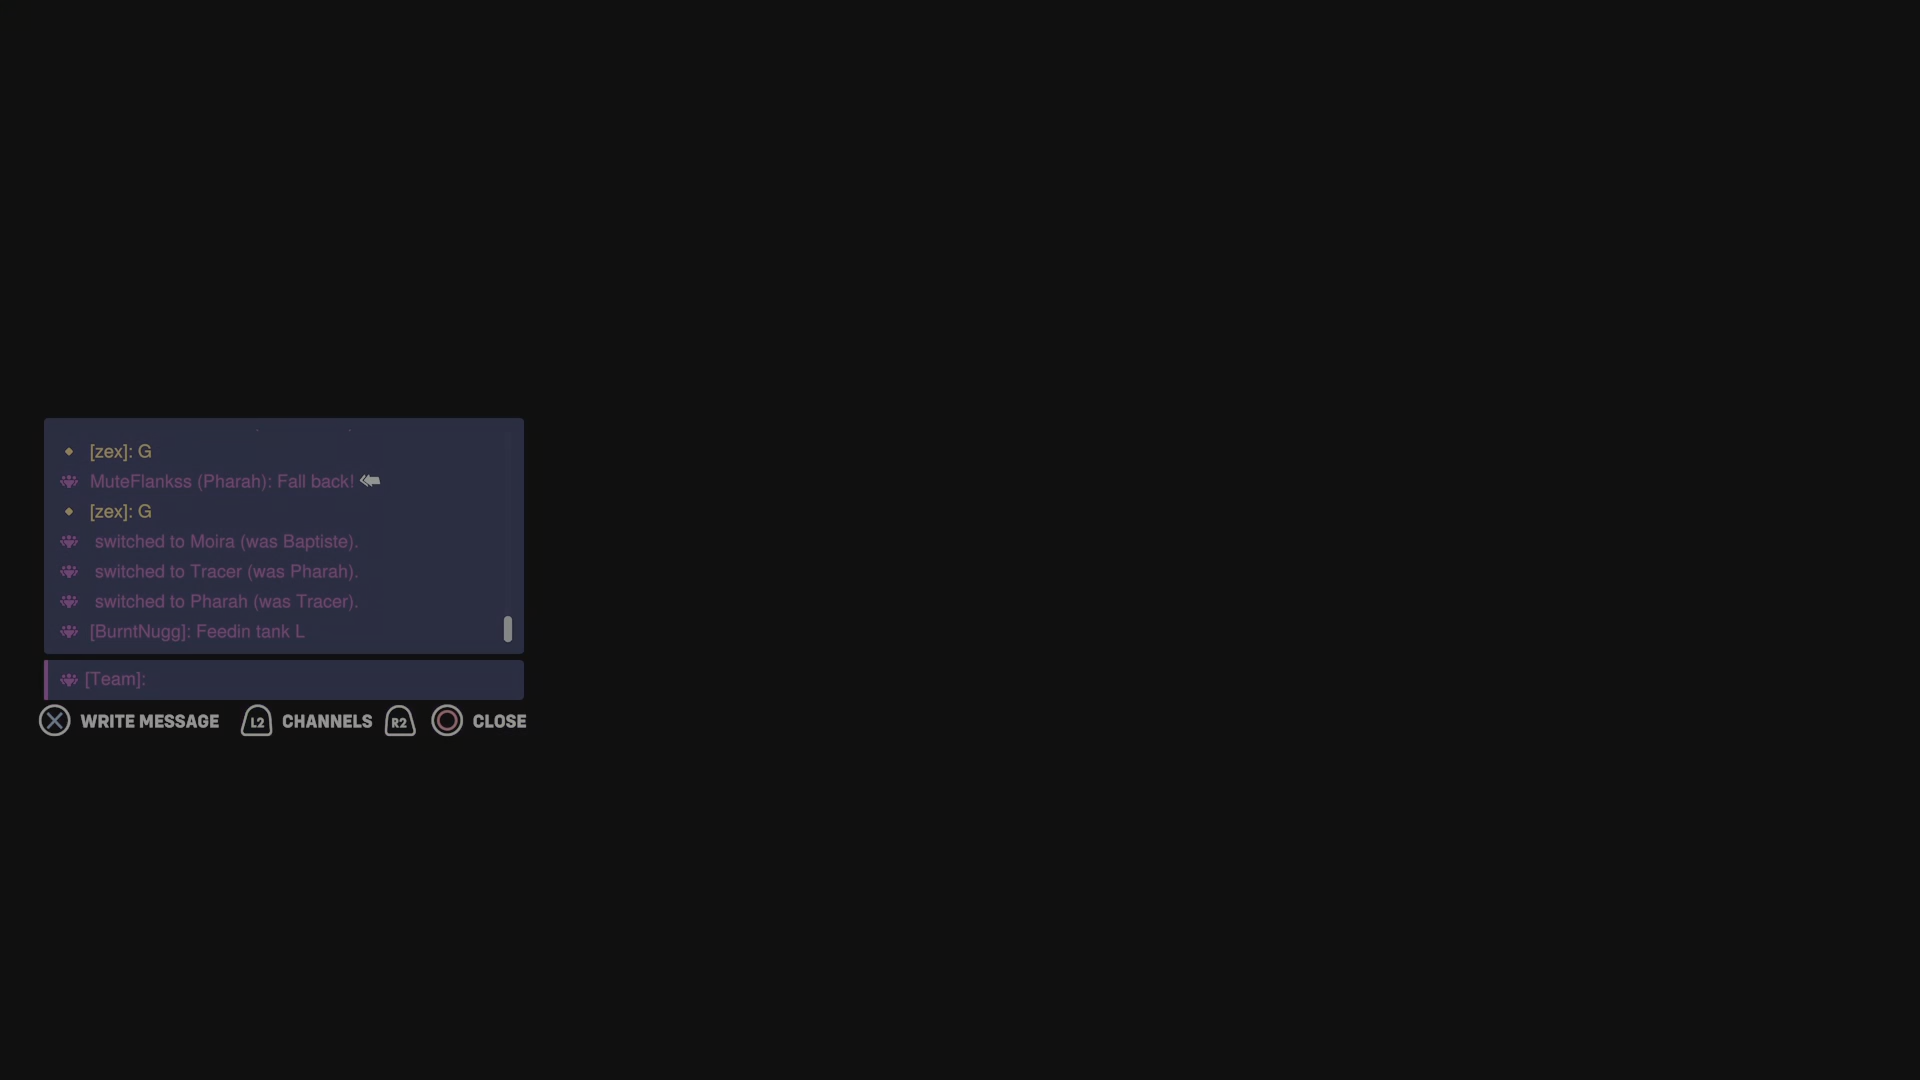 [zex]: G
MuteFlankss (Pharah): Fall back!
[zex]: G
switched to Moira (was Baptiste).
switched to Tracer (was Pharah).
switched to Pharah (was Tracer).
[BurntNugg]: Feedin tank L
[Team]:
WRITE MESSAGE L2 CHANNELS R2 CLOSE